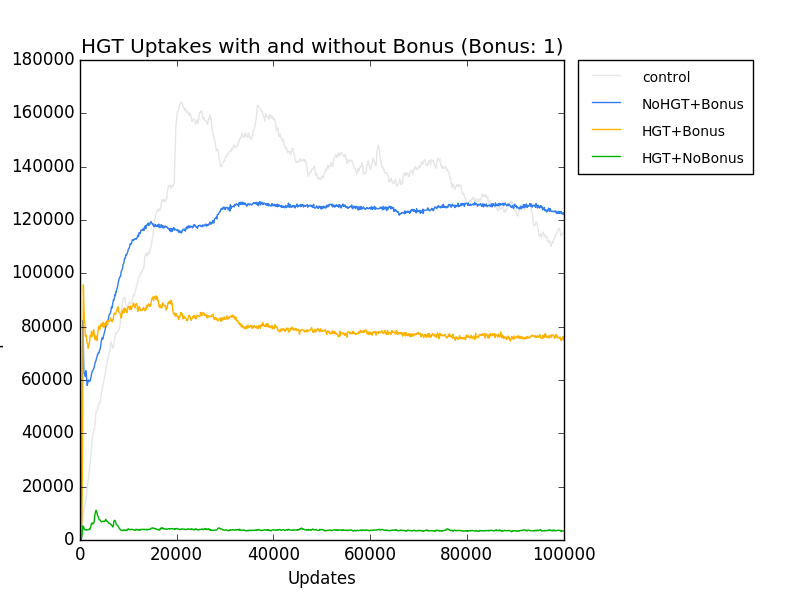 HGT Uptakes with and without Bonus (Bonus: 1)
180000
160000
140000
120000
100000
80000
60000
40000
20000
0
0 20000 40000 60000 80000 100000
Updates
control
NoHGT+Bonus
HGT+Bonus
HGT+NoBonus